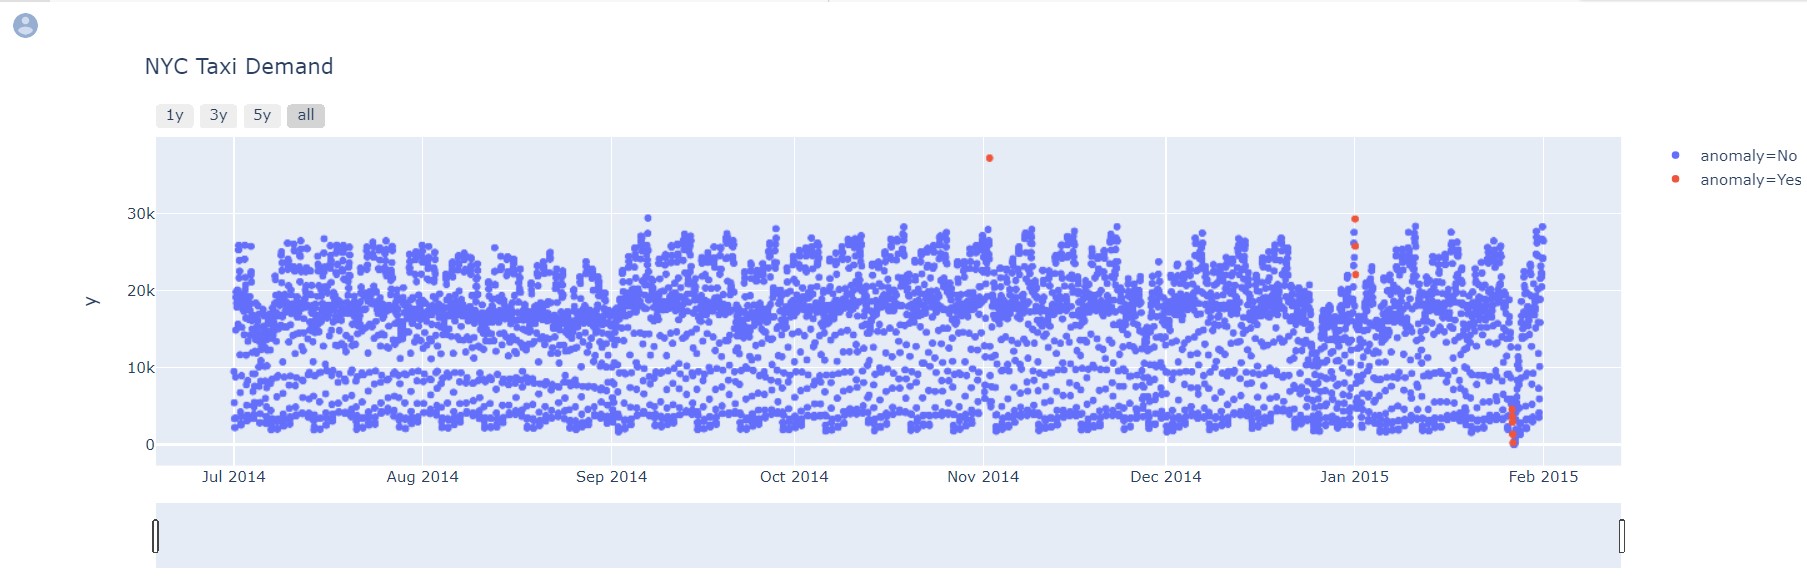 NYC Taxi Demand
1y 3y 5y all
anomaly=No
anomaly=Yes
30k
20k
10k
0
y
Jul 2014 Aug 2014 Sep 2014 Oct 2014 Nov 2014 Dec 2014 Jan 2015 Feb 2015